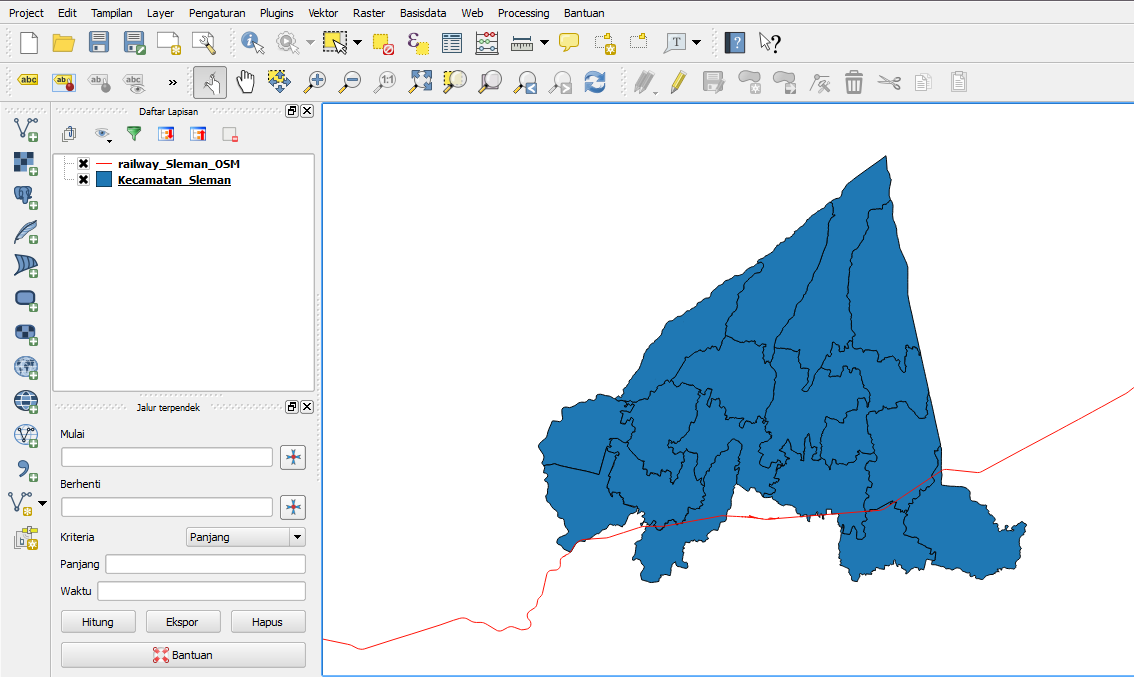 Project Edit Tampilan Layer Pengaturan Plugins Vektor Raster Basisdata Web Processing Bantuan
Daftar Lapisan
railway_Sleman_OSM
Kecamatan_Sleman
Jalur terpendek
Mulai
Berhenti
Kriteria Panjang
Panjang
Waktu
Hitung Ekspor Hapus
Bantuan